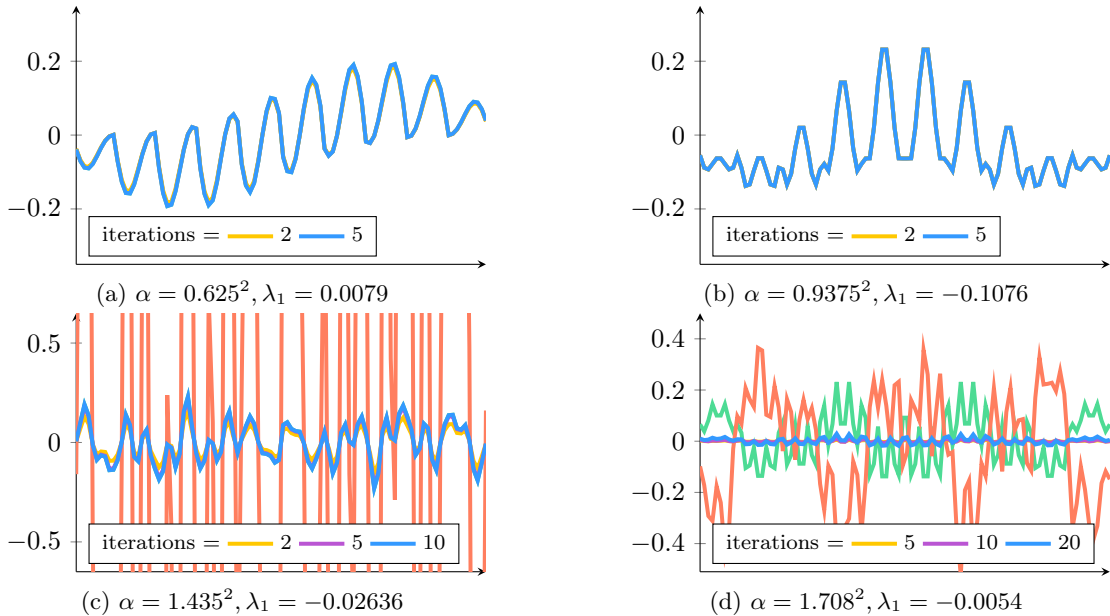 0.2
0
−0.2
iterations = 2 5
(a) α = 0.625², λ₁ = 0.0079
0.2
0
−0.2
iterations = 2 5
(b) α = 0.9375², λ₁ = −0.1076
0.5
0
−0.5
iterations = 2 5 10
(c) α = 1.435², λ₁ = −0.02636
0.4
0.2
0
−0.2
−0.4
iterations = 5 10 20
(d) α = 1.708², λ₁ = −0.0054